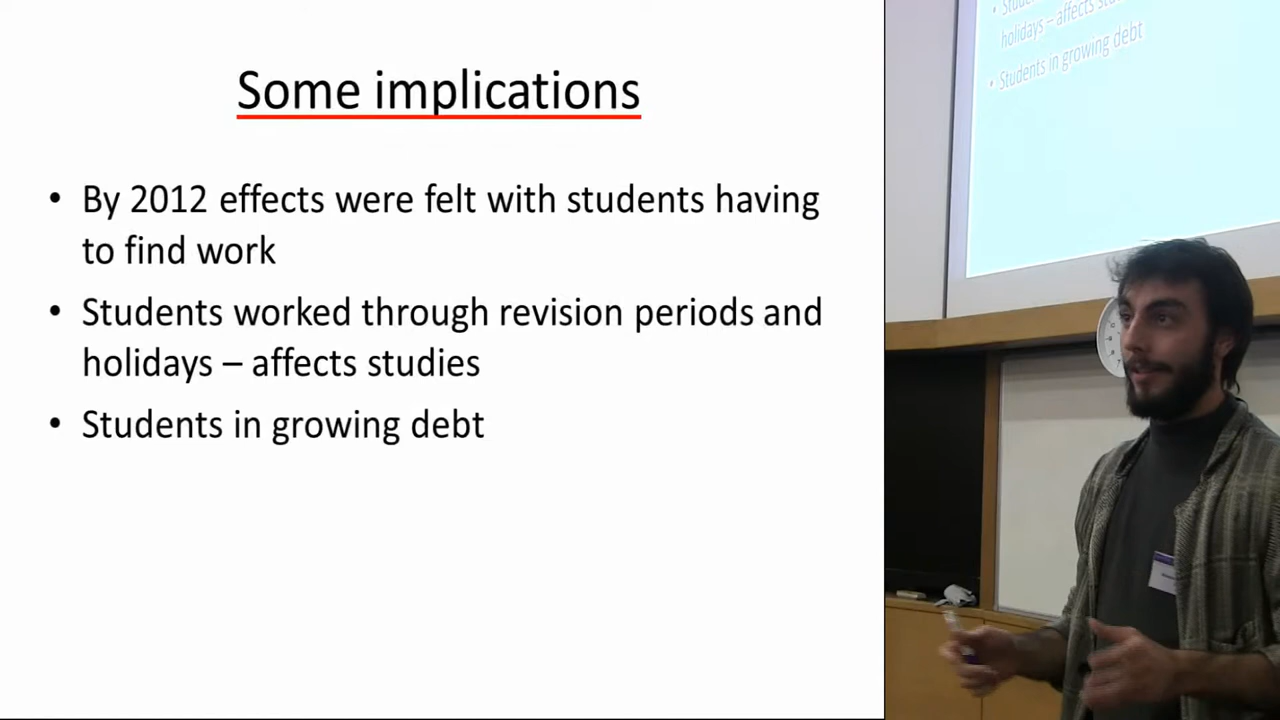 Some implications
• By 2012 effects were felt with students having
to find work
• Students worked through revision periods and
holidays – affects studies
• Students in growing debt
holidays – affects
• Students in growing debt